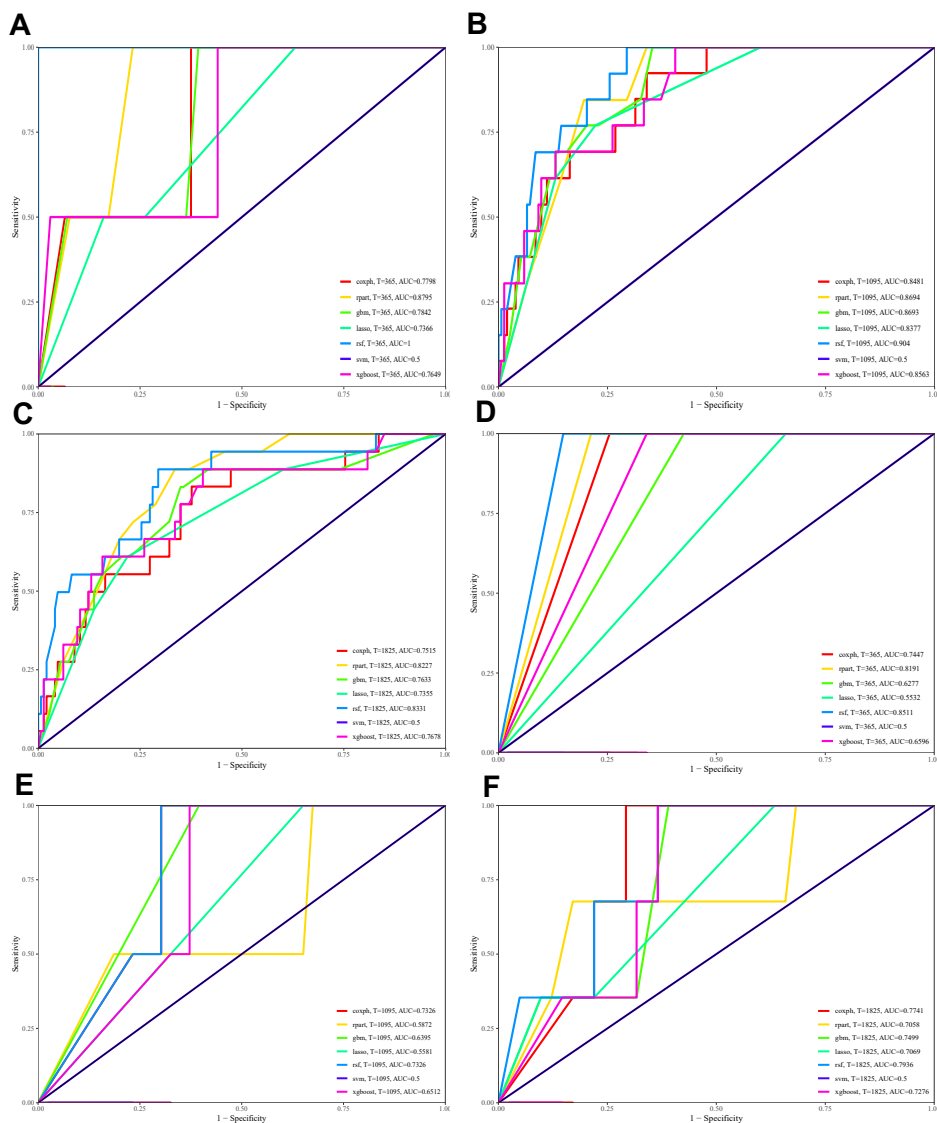 A
1.00
0.75
0.50
0.25
0.00
Sensitivity
coxph, T=365, AUC=0.7798
rpart, T=365, AUC=0.8795
gbm, T=365, AUC=0.7842
lasso, T=365, AUC=0.7366
rsf, T=365, AUC=1
svm, T=365, AUC=0.5
xgboost, T=365, AUC=0.7649
0.00 0.25 0.50 0.75 1.00
1 − Specificity
B
1.00
0.75
0.50
0.25
0.00
Sensitivity
coxph, T=1095, AUC=0.8481
rpart, T=1095, AUC=0.8694
gbm, T=1095, AUC=0.8693
lasso, T=1095, AUC=0.8377
rsf, T=1095, AUC=0.904
svm, T=1095, AUC=0.5
xgboost, T=1095, AUC=0.8563
0.00 0.25 0.50 0.75 1.0
1 − Specificity
C
1.00
0.75
0.50
0.25
0.00
Sensitivity
coxph, T=1825, AUC=0.7515
rpart, T=1825, AUC=0.8227
gbm, T=1825, AUC=0.7633
lasso, T=1825, AUC=0.7355
rsf, T=1825, AUC=0.8331
svm, T=1825, AUC=0.5
xgboost, T=1825, AUC=0.7678
0.00 0.25 0.50 0.75 1.00
1 − Specificity
D
1.00
0.75
0.50
0.25
0.00
Sensitivity
coxph, T=365, AUC=0.7447
rpart, T=365, AUC=0.8191
gbm, T=365, AUC=0.6277
lasso, T=365, AUC=0.5532
rsf, T=365, AUC=0.8511
svm, T=365, AUC=0.5
xgboost, T=365, AUC=0.6596
0.00 0.25 0.50 0.75 1.0
1 − Specificity
E
1.00
0.75
0.50
0.25
0.00
Sensitivity
coxph, T=1095, AUC=0.7326
rpart, T=1095, AUC=0.5872
gbm, T=1095, AUC=0.6395
lasso, T=1095, AUC=0.5581
rsf, T=1095, AUC=0.7326
svm, T=1095, AUC=0.5
xgboost, T=1095, AUC=0.6512
0.00 0.25 0.50 0.75 1.00
1 − Specificity
F
1.00
0.75
0.50
0.25
0.00
Sensitivity
coxph, T=1825, AUC=0.7741
rpart, T=1825, AUC=0.7058
gbm, T=1825, AUC=0.7499
lasso, T=1825, AUC=0.7069
rsf, T=1825, AUC=0.7936
svm, T=1825, AUC=0.5
xgboost, T=1825, AUC=0.7276
0.00 0.25 0.50 0.75 1.0
1 − Specificity